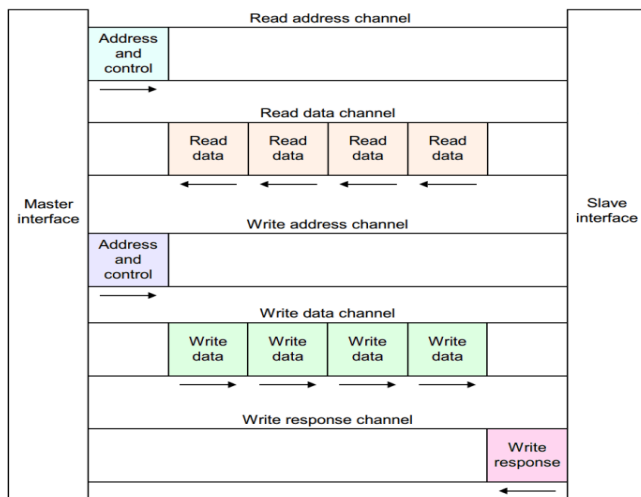 Read address channel
Address
and
control
Read data channel
Read
data
Read
data
Read
data
Read
data
Master
interface
Slave
interface
Write address channel
Address
and
control
Write data channel
Write
data
Write
data
Write
data
Write
data
Write response channel
Write
response